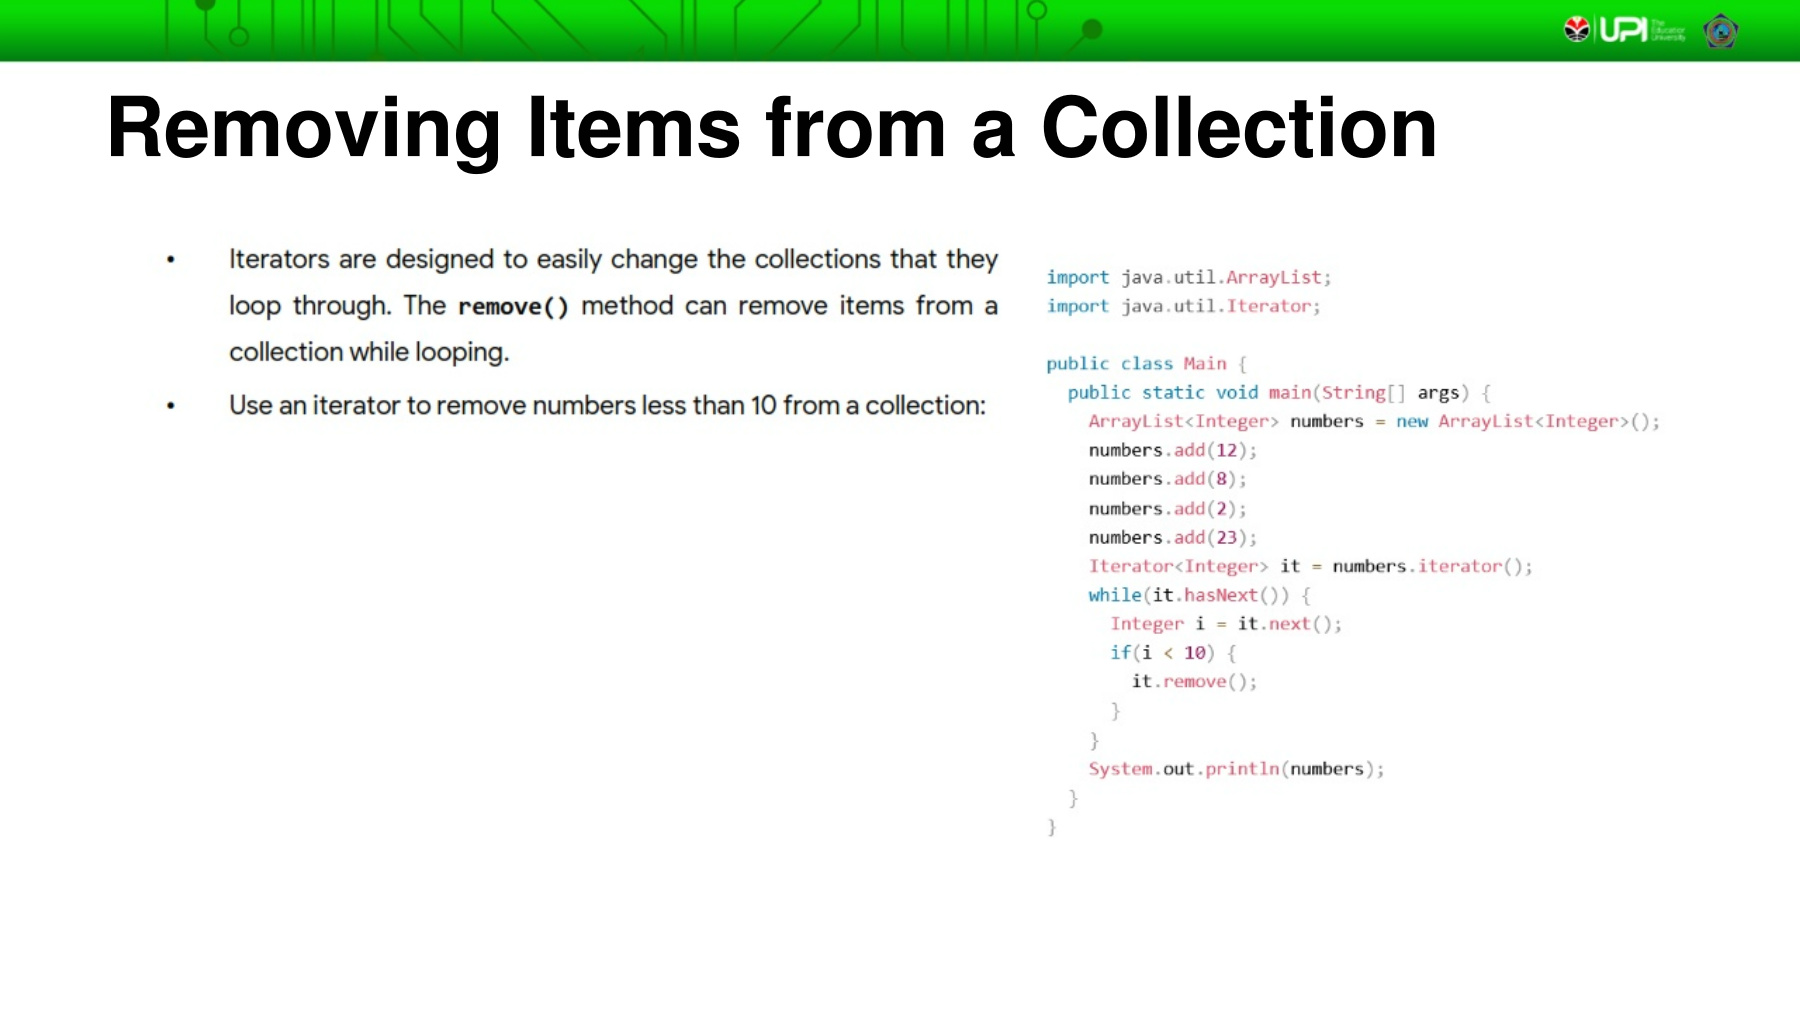 UPI
The
Education
University
Removing Items from a Collection
• Iterators are designed to easily change the collections that they
loop through. The remove() method can remove items from a
collection while looping.
• Use an iterator to remove numbers less than 10 from a collection:
import java.util.ArrayList;
import java.util.Iterator;
public class Main {
  public static void main(String[] args) {
    ArrayList<Integer> numbers = new ArrayList<Integer>();
    numbers.add(12);
    numbers.add(8);
    numbers.add(2);
    numbers.add(23);
    Iterator<Integer> it = numbers.iterator();
    while(it.hasNext()) {
      Integer i = it.next();
      if(i < 10) {
        it.remove();
      }
    }
    System.out.println(numbers);
  }
}